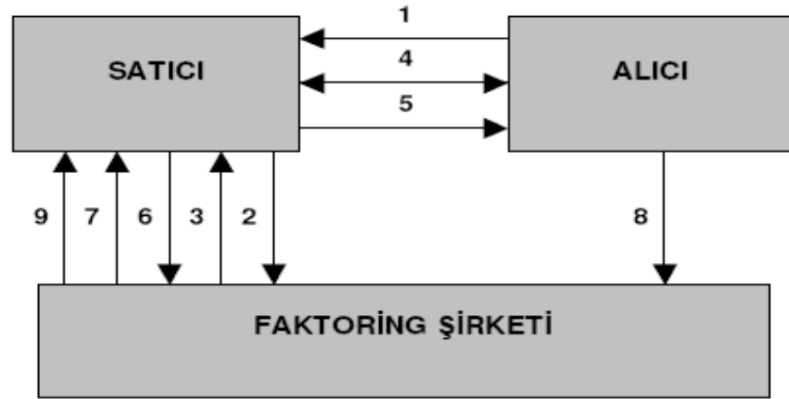 1
SATICI
4
ALICI
5
9 7 6 3 2 8
FAKTORİNG ŞİRKETİ